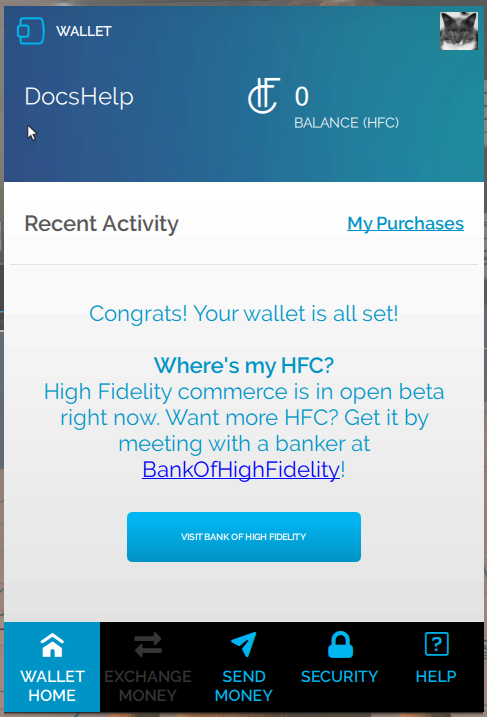 WALLET
DocsHelp
0
BALANCE (HFC)
Recent Activity
My Purchases
Congrats! Your wallet is all set!
Where's my HFC?
High Fidelity commerce is in open beta
right now. Want more HFC? Get it by
meeting with a banker at
BankOfHighFidelity!
VISIT BANK OF HIGH FIDELITY
WALLET
HOME
EXCHANGE
MONEY
SEND
MONEY
SECURITY
HELP